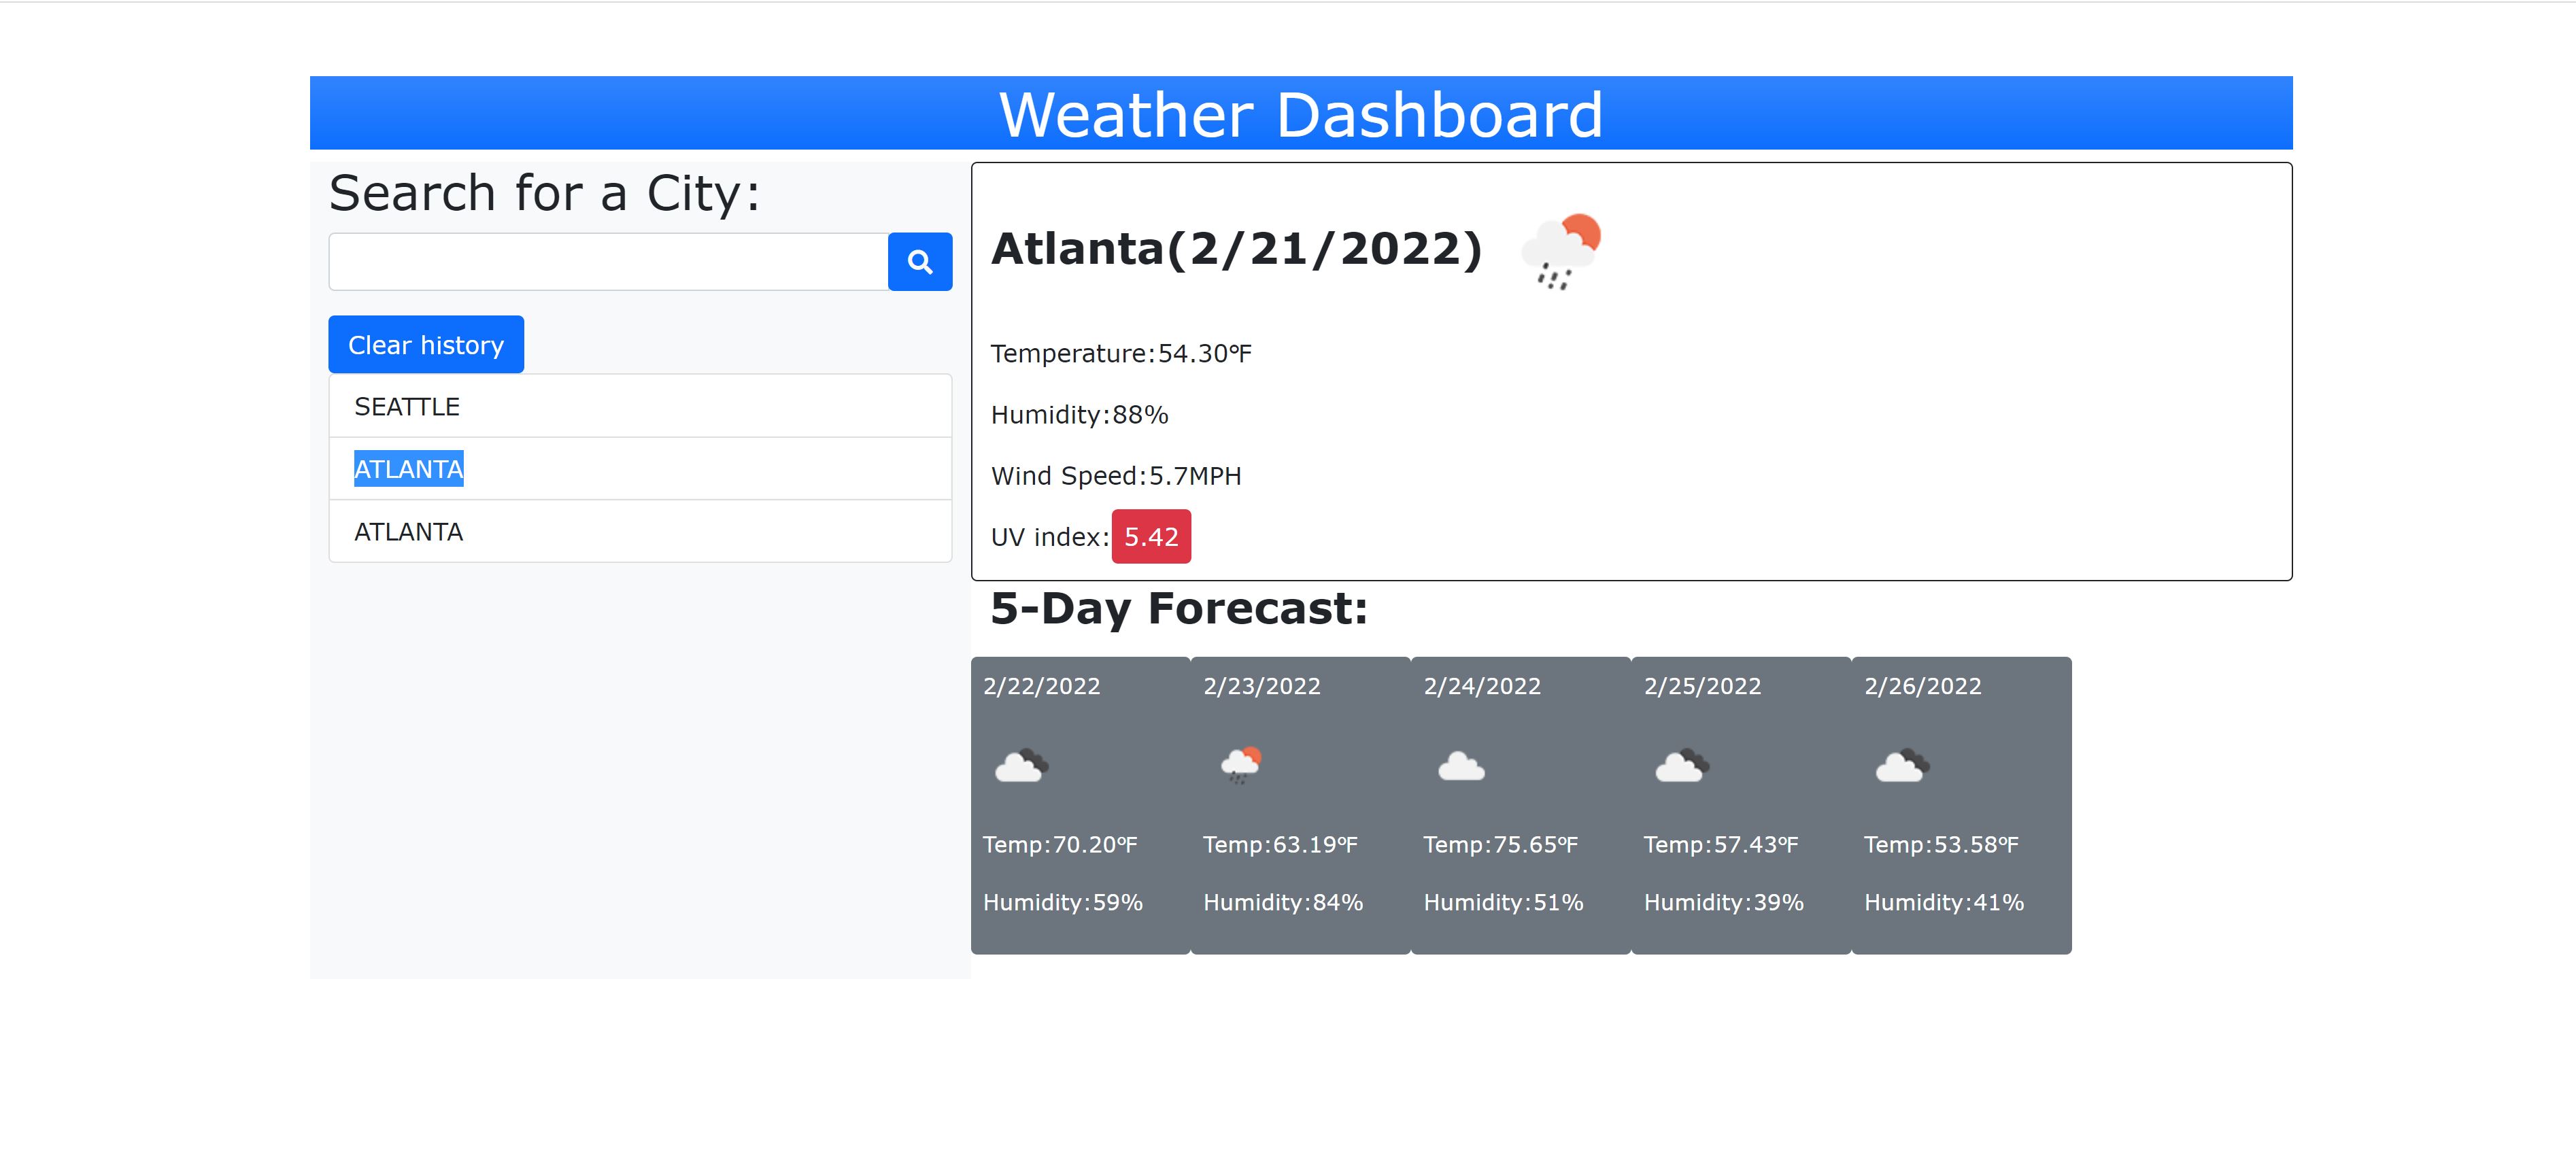 Weather Dashboard
Search for a City:
Clear history
SEATTLE
ATLANTA
ATLANTA
Atlanta(2/21/2022)
Temperature:54.30℉
Humidity:88%
Wind Speed:5.7MPH
UV index:5.42
5-Day Forecast:
2/22/2022
Temp:70.20℉
Humidity:59%
2/23/2022
Temp:63.19℉
Humidity:84%
2/24/2022
Temp:75.65℉
Humidity:51%
2/25/2022
Temp:57.43℉
Humidity:39%
2/26/2022
Temp:53.58℉
Humidity:41%